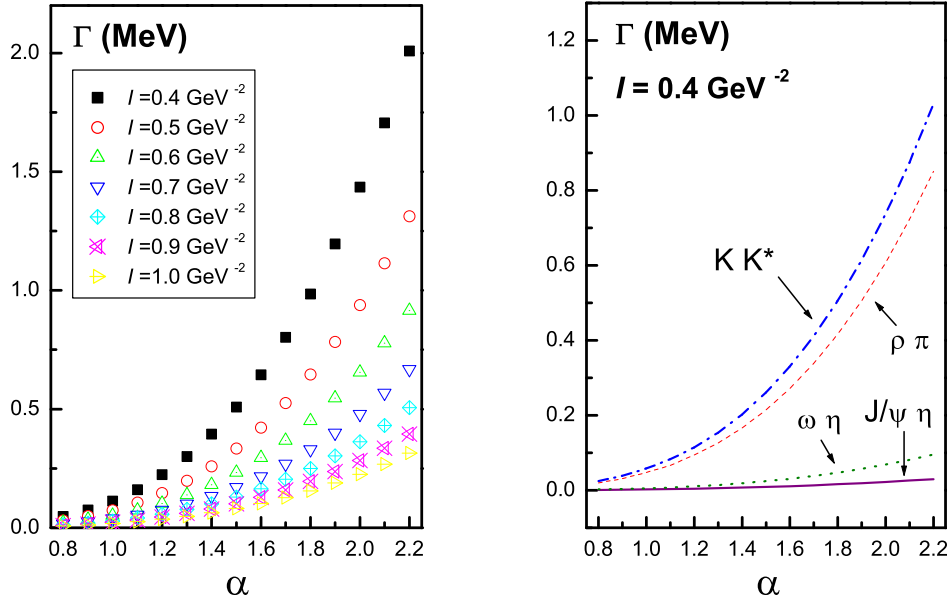 Γ (MeV)
I =0.4 GeV -2
I =0.5 GeV -2
I =0.6 GeV -2
I =0.7 GeV -2
I =0.8 GeV -2
I =0.9 GeV -2
I =1.0 GeV -2
2.0
1.5
1.0
0.5
0.0
0.8 1.0 1.2 1.4 1.6 1.8 2.0 2.2
α
Γ (MeV)
I = 0.4 GeV -2
1.2
1.0
0.8
0.6
0.4
0.2
0.0
K K*
ρ π
ω η
J/ψ η
0.8 1.0 1.2 1.4 1.6 1.8 2.0 2.2
α